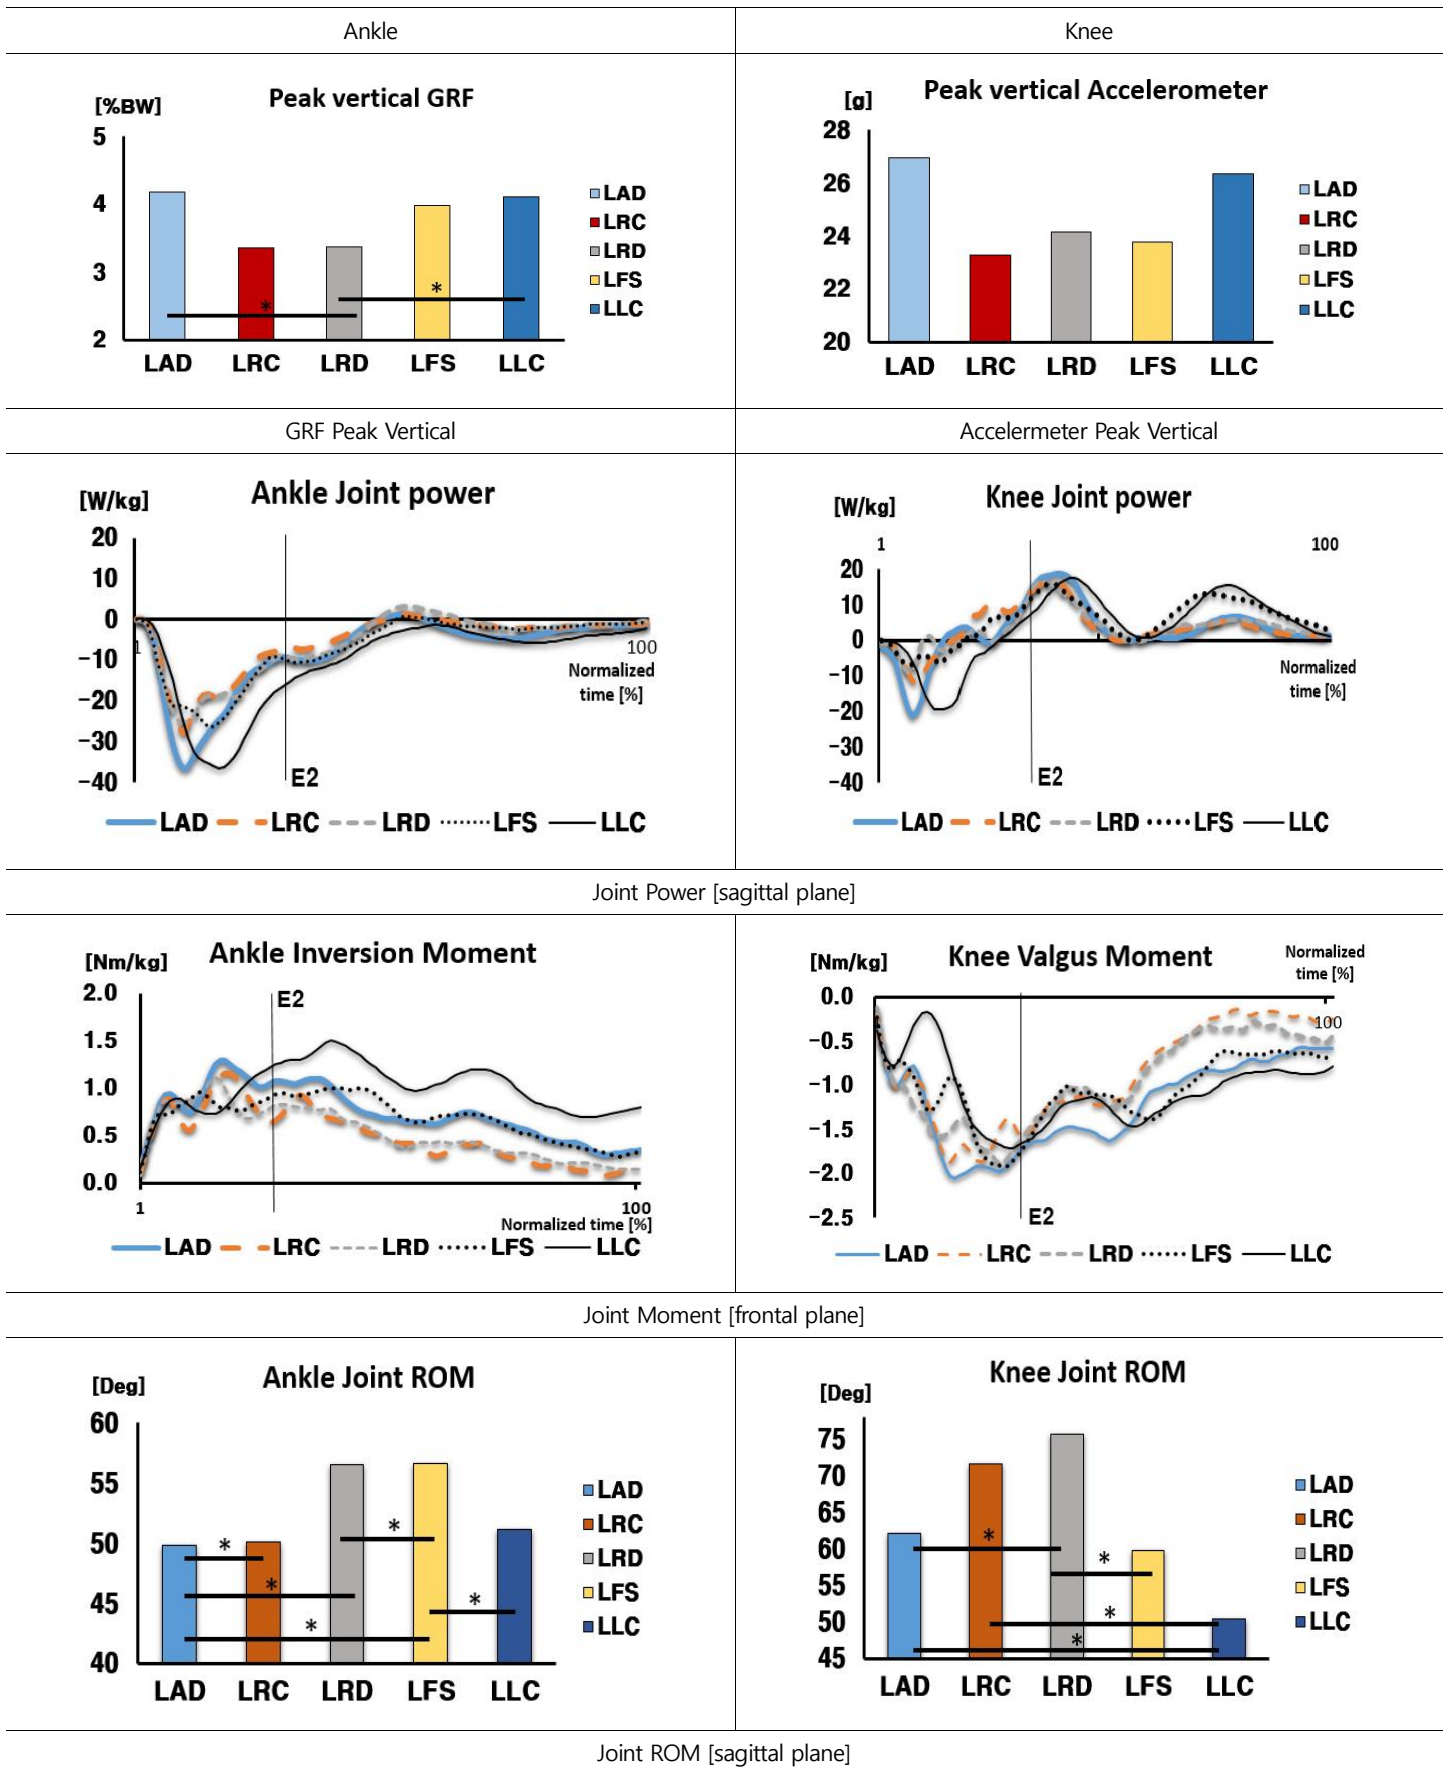 Ankle
Knee
Peak vertical GRF
[%BW]
5
4
3
2
*
*
LAD LRC LRD LFS LLC
LAD
LRC
LRD
LFS
LLC
Peak vertical Accelerometer
[g]
28
26
24
22
20
LAD LRC LRD LFS LLC
LAD
LRC
LRD
LFS
LLC
GRF Peak Vertical
Accelermeter Peak Vertical
Ankle Joint power
[W/kg]
20
10
0
−10
−20
−30
−40
1
100
Normalized
time [%]
E2
LAD LRC LRD LFS LLC
Knee Joint power
[W/kg]
1
100
20
10
0
−10
−20
−30
−40
Normalized
time [%]
E2
LAD LRC LRD LFS LLC
Joint Power [sagittal plane]
Ankle Inversion Moment
[Nm/kg]
2.0
1.5
1.0
0.5
0.0
E2
1
100
Normalized time [%]
LAD LRC LRD LFS LLC
Knee Valgus Moment
[Nm/kg]
Normalized
time [%]
0.0
−0.5
−1.0
−1.5
−2.0
−2.5
100
E2
LAD LRC LRD LFS LLC
Joint Moment [frontal plane]
Ankle Joint ROM
[Deg]
60
55
50
45
40
*
*
*
*
*
LAD LRC LRD LFS LLC
LAD
LRC
LRD
LFS
LLC
Knee Joint ROM
[Deg]
75
70
65
60
55
50
45
*
*
*
*
LAD LRC LRD LFS LLC
LAD
LRC
LRD
LFS
LLC
Joint ROM [sagittal plane]